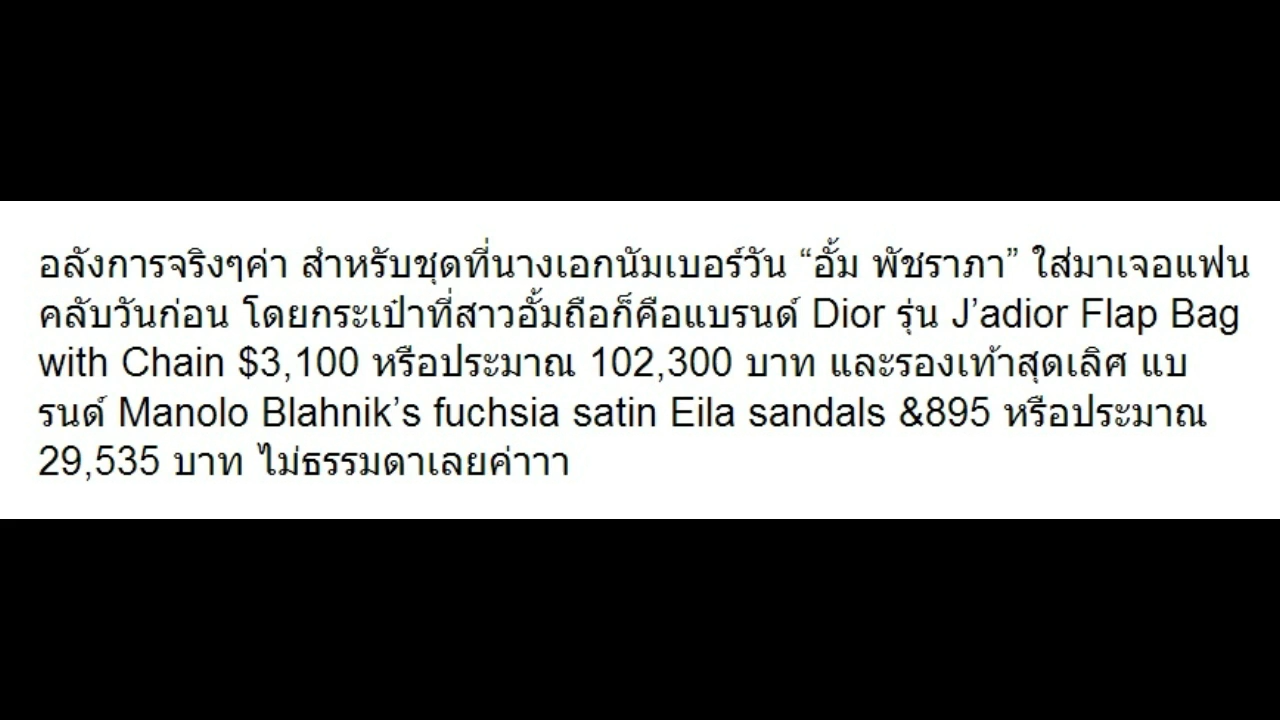 อลังการจริงๆค่า สำหรับชุดที่นางเอกนัมเบอร์วัน “อั้ม พัชราภา” ใส่มาเจอแฟน
คลับวันก่อน โดยกระเป๋าที่สาวอั้มถือก็คือแบรนด์ Dior รุ่น J’adior Flap Bag
with Chain $3,100 หรือประมาณ 102,300 บาท และรองเท้าสุดเลิศ แบ
รนด์ Manolo Blahnik’s fuchsia satin Eila sandals &895 หรือประมาณ
29,535 บาท ไม่ธรรมดาเลยค่าาา